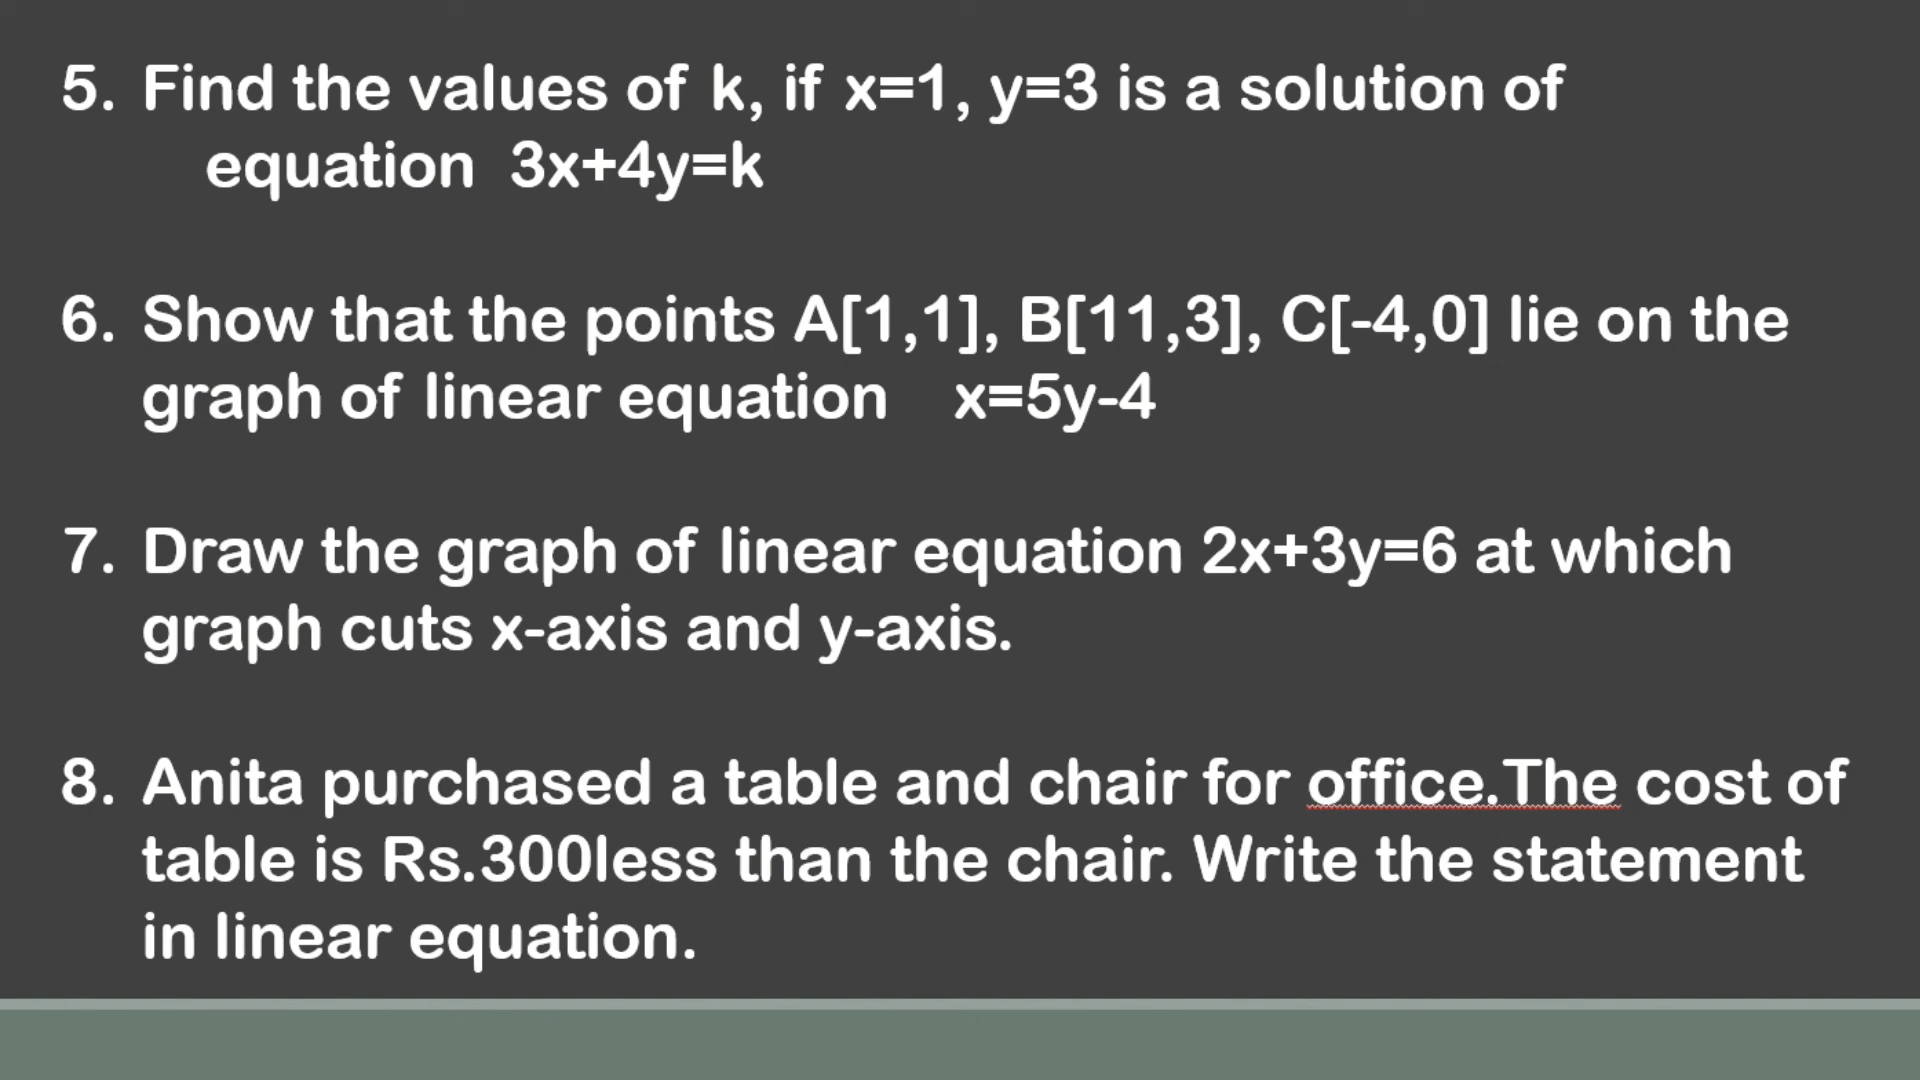 5. Find the values of k, if x=1, y=3 is a solution of
equation 3x+4y=k
6. Show that the points A[1,1], B[11,3], C[-4,0] lie on the
graph of linear equation x=5y-4
7. Draw the graph of linear equation 2x+3y=6 at which
graph cuts x-axis and y-axis.
8. Anita purchased a table and chair for office.The cost of
table is Rs.300less than the chair. Write the statement
in linear equation.